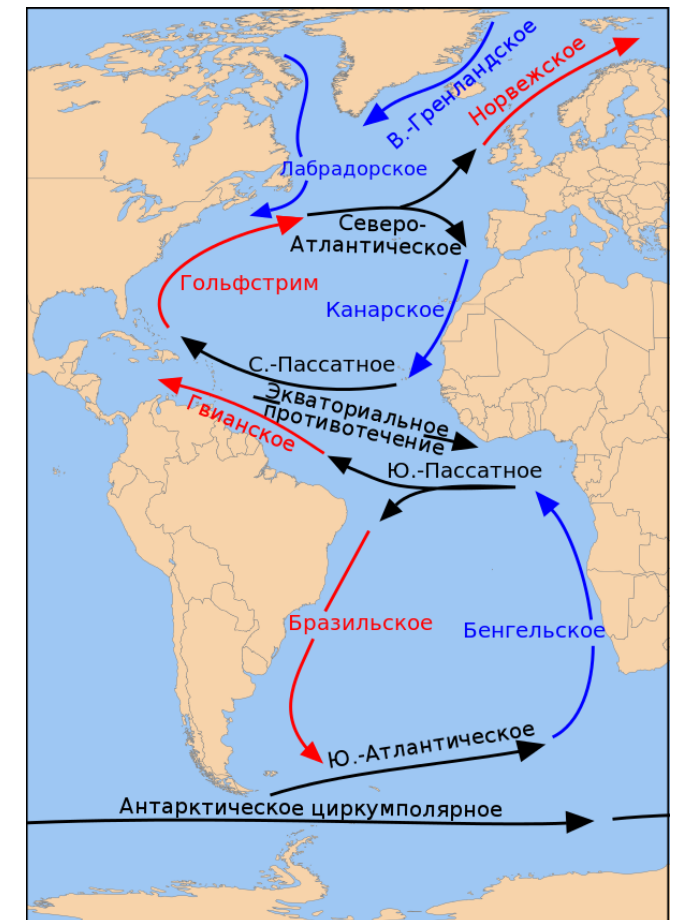 В.-Гренландское
Норвежское
Лабрадорское
Северо-
Атлантическое
Гольфстрим
Канарское
С.-Пассатное
Экваториальное
противотечение
Гвианское
Ю.-Пассатное
Бразильское
Бенгельское
Ю.-Атлантическое
Антарктическое циркумполярное